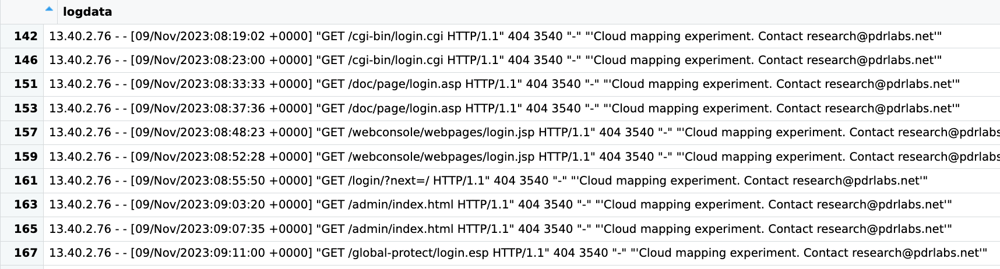 logdata
142 13.40.2.76 - - [09/Nov/2023:08:19:02 +0000] "GET /cgi-bin/login.cgi HTTP/1.1" 404 3540 "-" "'Cloud mapping experiment. Contact research@pdrlabs.net'"
146 13.40.2.76 - - [09/Nov/2023:08:23:00 +0000] "GET /cgi-bin/login.cgi HTTP/1.1" 404 3540 "-" "'Cloud mapping experiment. Contact research@pdrlabs.net'"
151 13.40.2.76 - - [09/Nov/2023:08:33:33 +0000] "GET /doc/page/login.asp HTTP/1.1" 404 3540 "-" "'Cloud mapping experiment. Contact research@pdrlabs.net'"
153 13.40.2.76 - - [09/Nov/2023:08:37:36 +0000] "GET /doc/page/login.asp HTTP/1.1" 404 3540 "-" "'Cloud mapping experiment. Contact research@pdrlabs.net'"
157 13.40.2.76 - - [09/Nov/2023:08:48:23 +0000] "GET /webconsole/webpages/login.jsp HTTP/1.1" 404 3540 "-" "'Cloud mapping experiment. Contact research@pdrlabs
159 13.40.2.76 - - [09/Nov/2023:08:52:28 +0000] "GET /webconsole/webpages/login.jsp HTTP/1.1" 404 3540 "-" "'Cloud mapping experiment. Contact research@pdrlabs
161 13.40.2.76 - - [09/Nov/2023:08:55:50 +0000] "GET /login/?next=/ HTTP/1.1" 404 3540 "-" "'Cloud mapping experiment. Contact research@pdrlabs.net'"
163 13.40.2.76 - - [09/Nov/2023:09:03:20 +0000] "GET /admin/index.html HTTP/1.1" 404 3540 "-" "'Cloud mapping experiment. Contact research@pdrlabs.net'"
165 13.40.2.76 - - [09/Nov/2023:09:07:35 +0000] "GET /admin/index.html HTTP/1.1" 404 3540 "-" "'Cloud mapping experiment. Contact research@pdrlabs.net'"
167 13.40.2.76 - - [09/Nov/2023:09:11:00 +0000] "GET /global-protect/login.esp HTTP/1.1" 404 3540 "-" "'Cloud mapping experiment. Contact research@pdrlabs.net'"